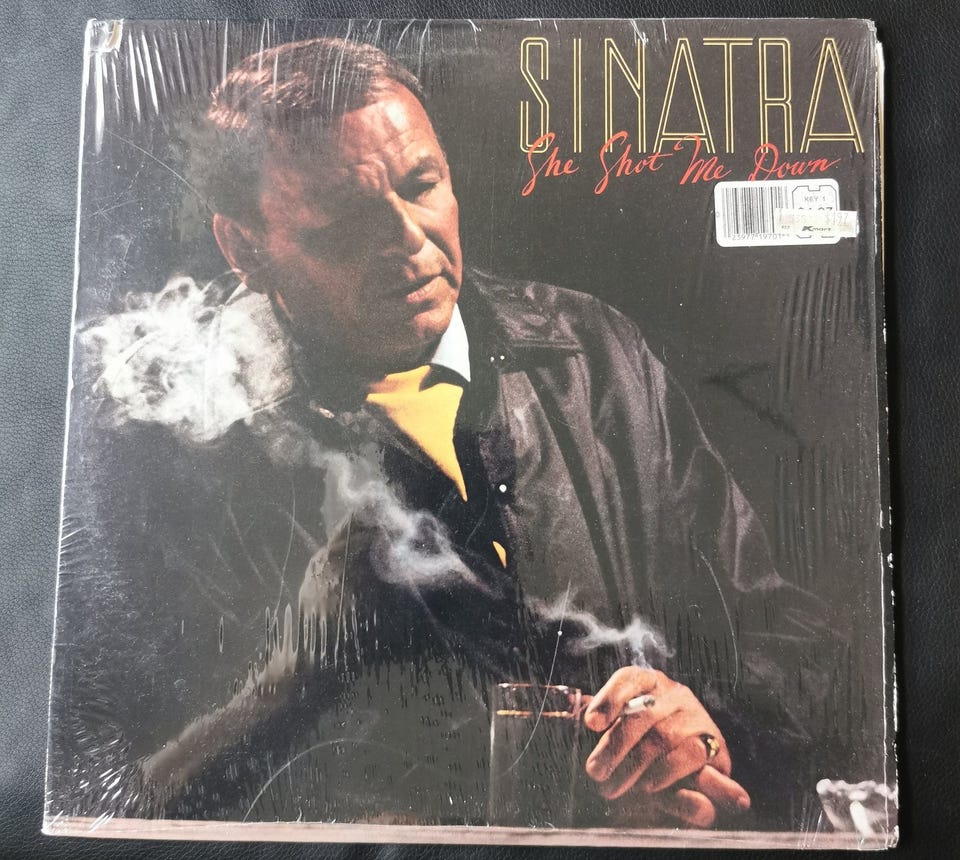 SINATRA
She Shot Me Down
KEY 1
Kmart